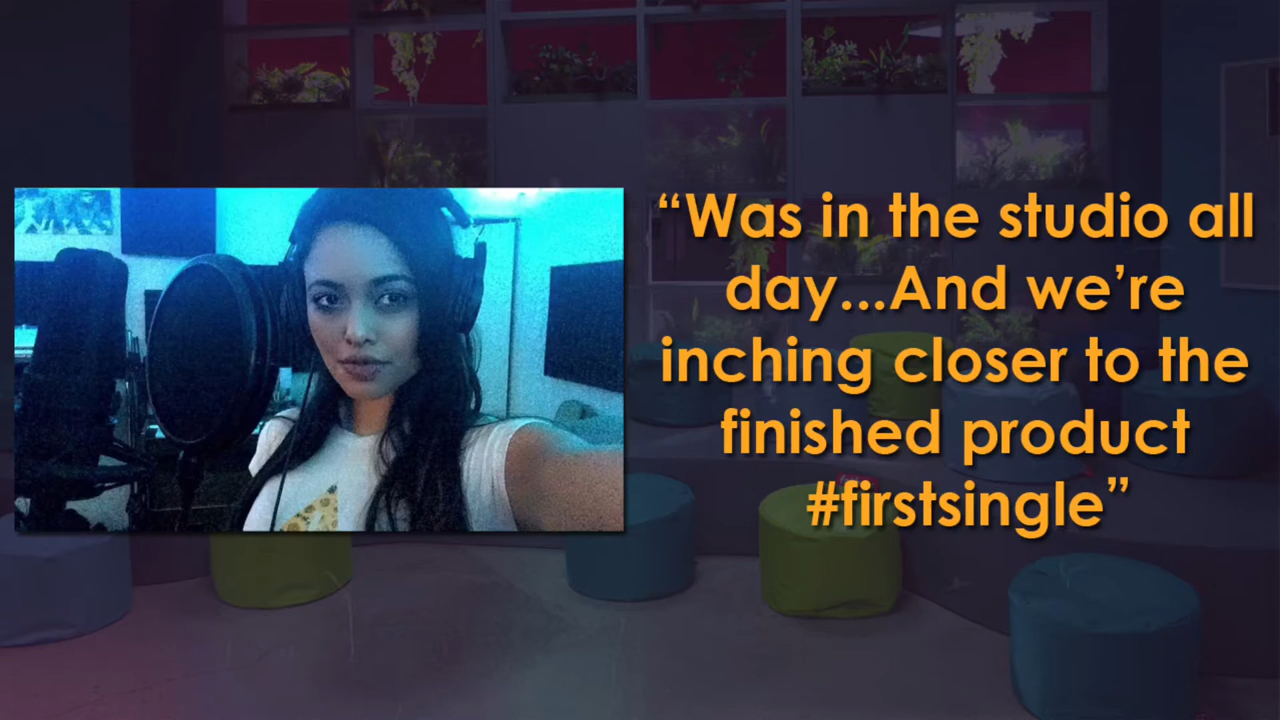 “Was in the studio all
day...And we’re
inching closer to the
finished product
#firstsingle”